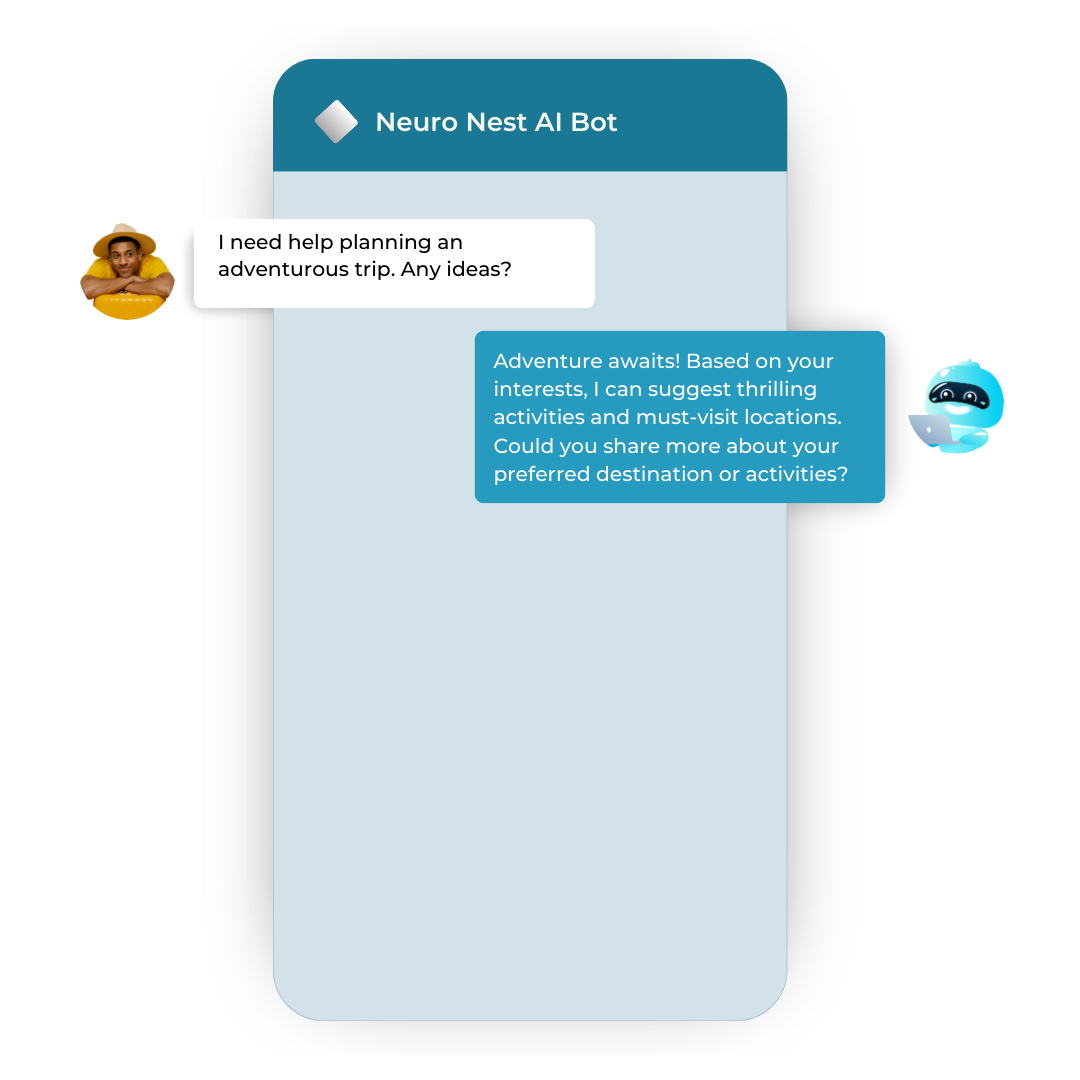 Neuro Nest AI Bot
I need help planning an
adventurous trip. Any ideas?
Adventure awaits! Based on your
interests, I can suggest thrilling
activities and must-visit locations.
Could you share more about your
preferred destination or activities?